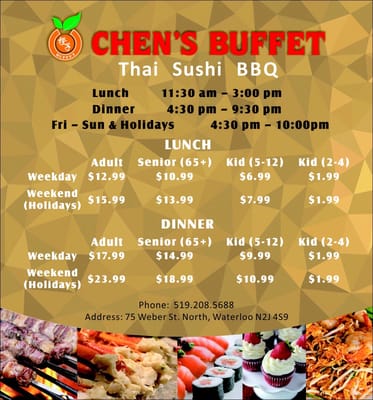 CHEN'S BUFFET
Thai Sushi BBQ
Lunch 11:30 am – 3:00 pm
Dinner 4:30 pm – 9:30 pm
Fri – Sun & Holidays 4:30 pm – 10:00pm
LUNCH
Adult Senior (65+) Kid (5-12) Kid (2-4)
Weekday $12.99 $10.99 $6.99 $1.99
Weekend
(Holidays) $15.99 $13.99 $7.99 $1.99
DINNER
Adult Senior (65+) Kid (5-12) Kid (2-4)
Weekday $17.99 $14.99 $9.99 $1.99
Weekend
(Holidays) $23.99 $18.99 $10.99 $1.99
Phone: 519.208.5688
Address: 75 Weber St. North, Waterloo N2J 4S9